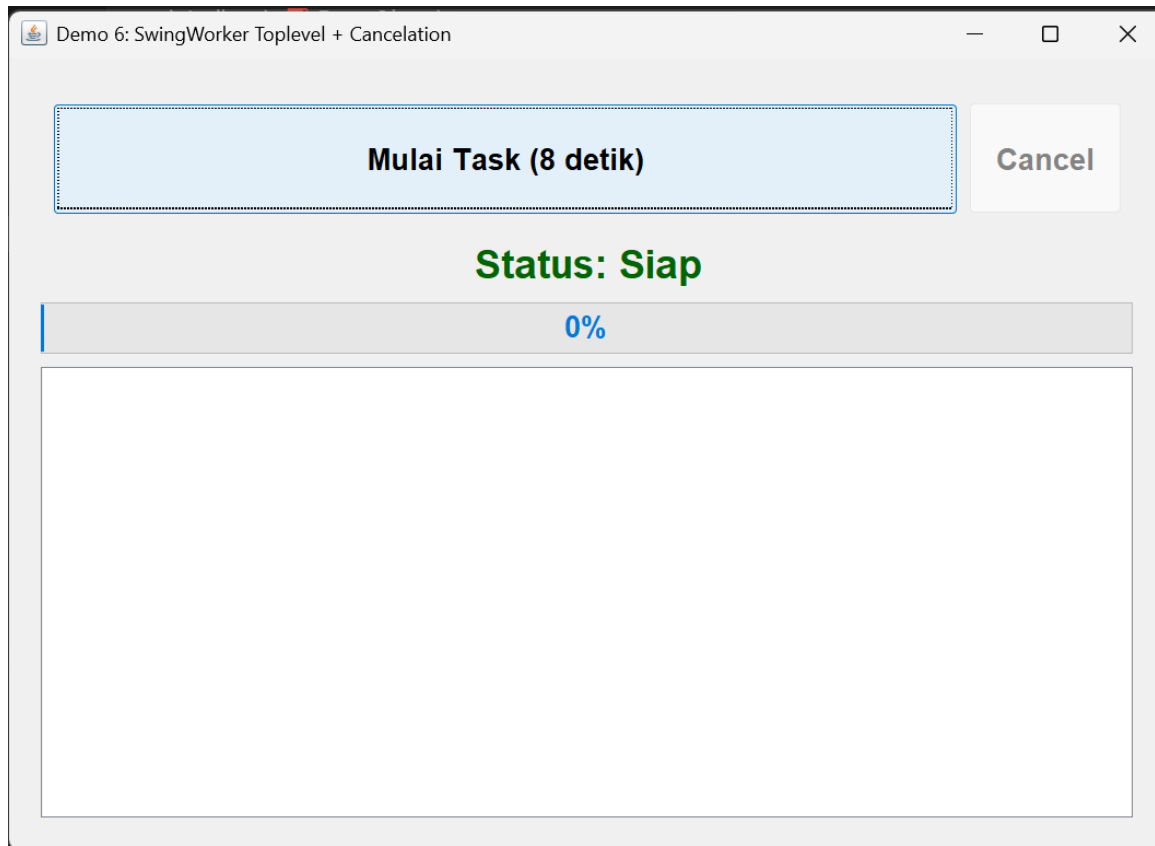 Demo 6: SwingWorker Toplevel + Cancelation
Mulai Task (8 detik)
Cancel
Status: Siap
0%